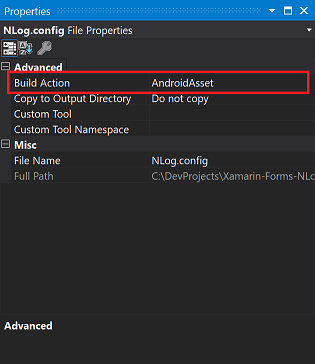 Properties
NLog.config File Properties
Advanced
Build Action AndroidAsset
Copy to Output Directory Do not copy
Custom Tool
Custom Tool Namespace
Misc
File Name NLog.config
Full Path C:\DevProjects\Xamarin-Forms-NLo
Advanced